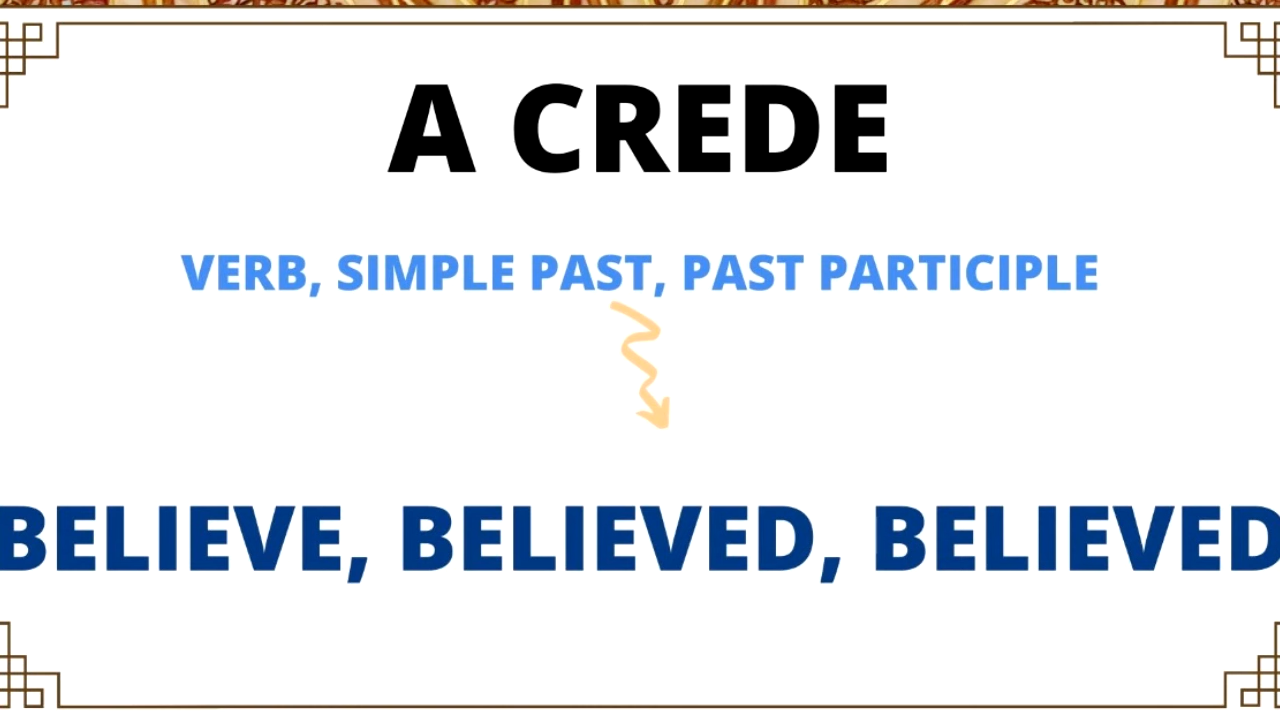 A CREDE
VERB, SIMPLE PAST, PAST PARTICIPLE
BELIEVE, BELIEVED, BELIEVED